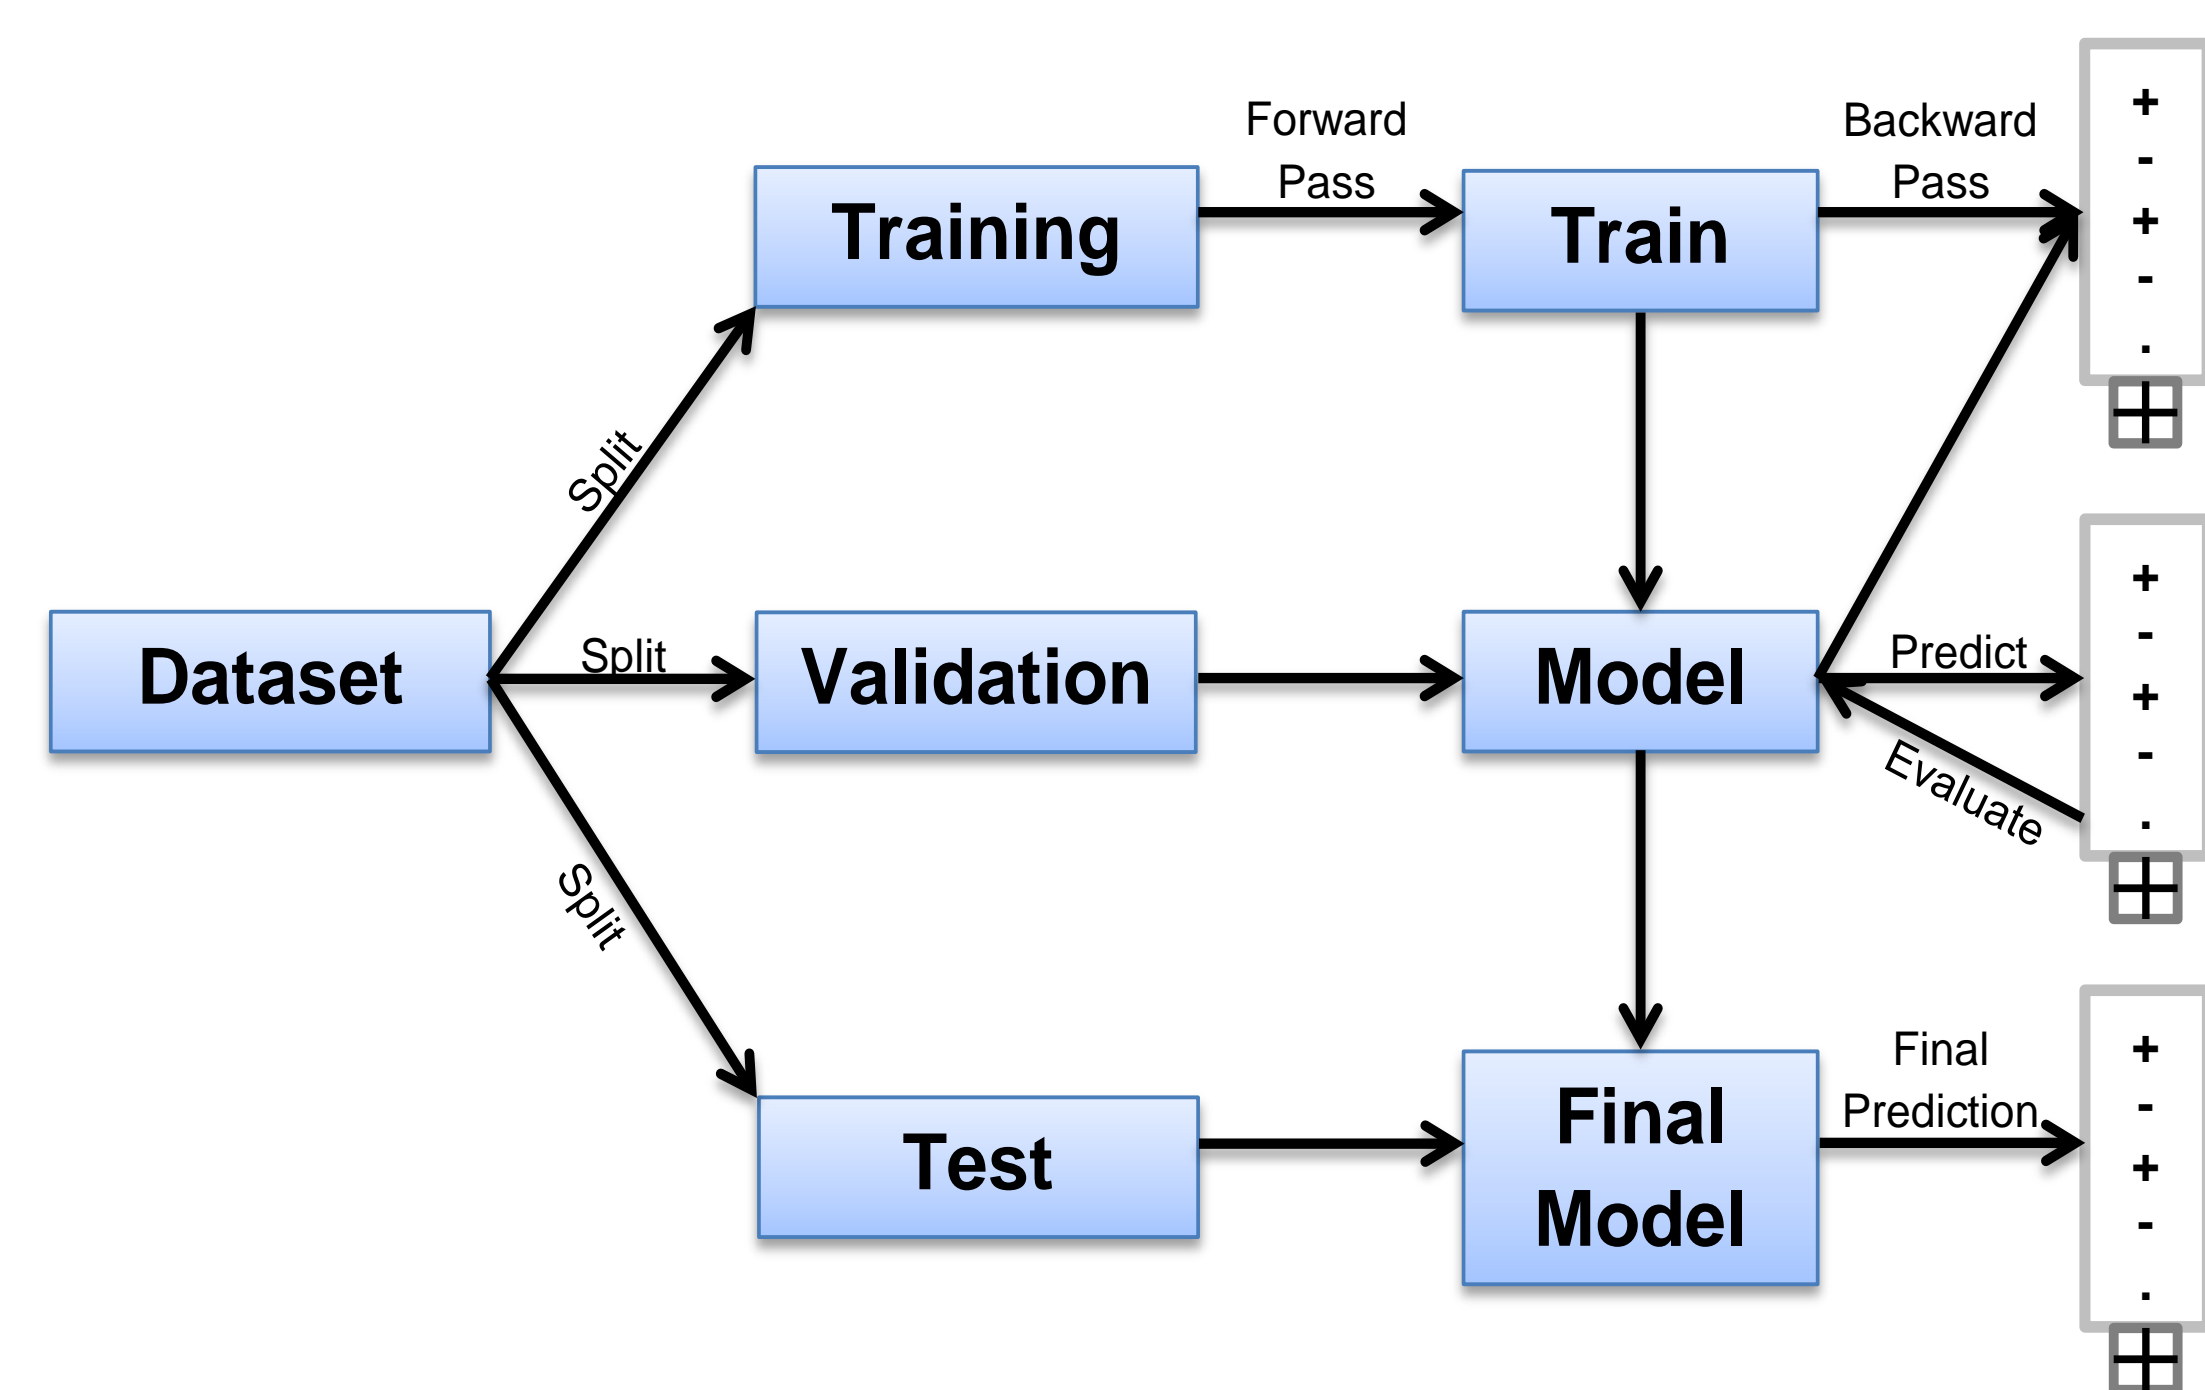 Forward
Pass
Backward
Pass
Training
Train
+
-
+
-
.
Split
Dataset
Split
Validation
Model
Predict
Evaluate
+
-
+
-
.
Split
Test
Final
Model
Final
Prediction
+
-
+
-
.